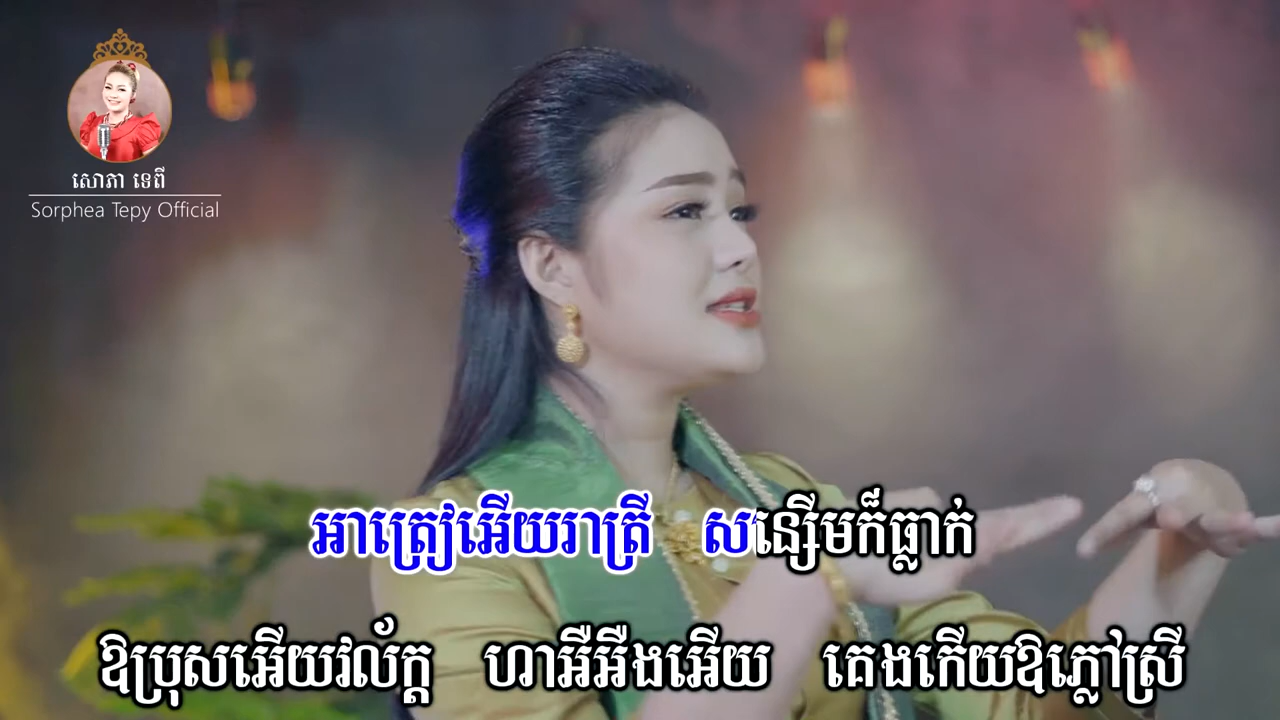 សោភា ទេពី
Sorphea Tepy Official
អាត្រៀវអើយរាត្រី សន្សើមក៏ធ្លាក់
ឱប្រុសអើយវល័ក្ត ហាអឺអឺងអើយ គេងកើយឱភ្លៅស្រី